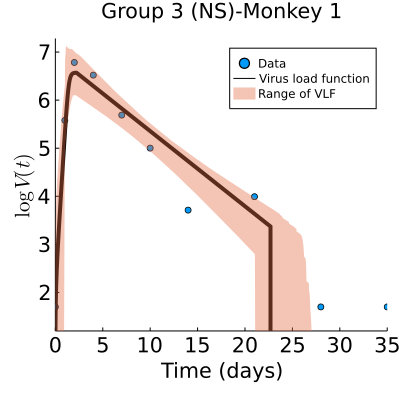 Group 3 (NS)-Monkey 1
Data
Virus load function
Range of VLF
log V(t)
7
6
5
4
3
2
0 5 10 15 20 25 30 35
Time (days)